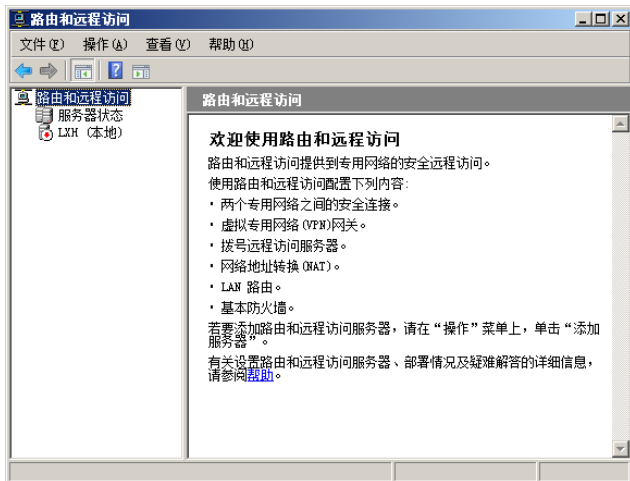 路由和远程访问
文件(F) 操作(A) 查看(V) 帮助(H)
路由和远程访问
服务器状态
LXH (本地)
路由和远程访问
欢迎使用路由和远程访问
路由和远程访问提供到专用网络的安全远程访问。
使用路由和远程访问配置下列内容:
· 两个专用网络之间的安全连接。
· 虚拟专用网络(VPN)网关。
· 拨号远程访问服务器。
· 网络地址转换(NAT)。
· LAN 路由。
· 基本防火墙。
若要添加路由和远程访问服务器，请在“操作”菜单上，单击“添加
服务器”。
有关设置路由和远程访问服务器、部署情况及疑难解答的详细信息，
请参阅帮助。